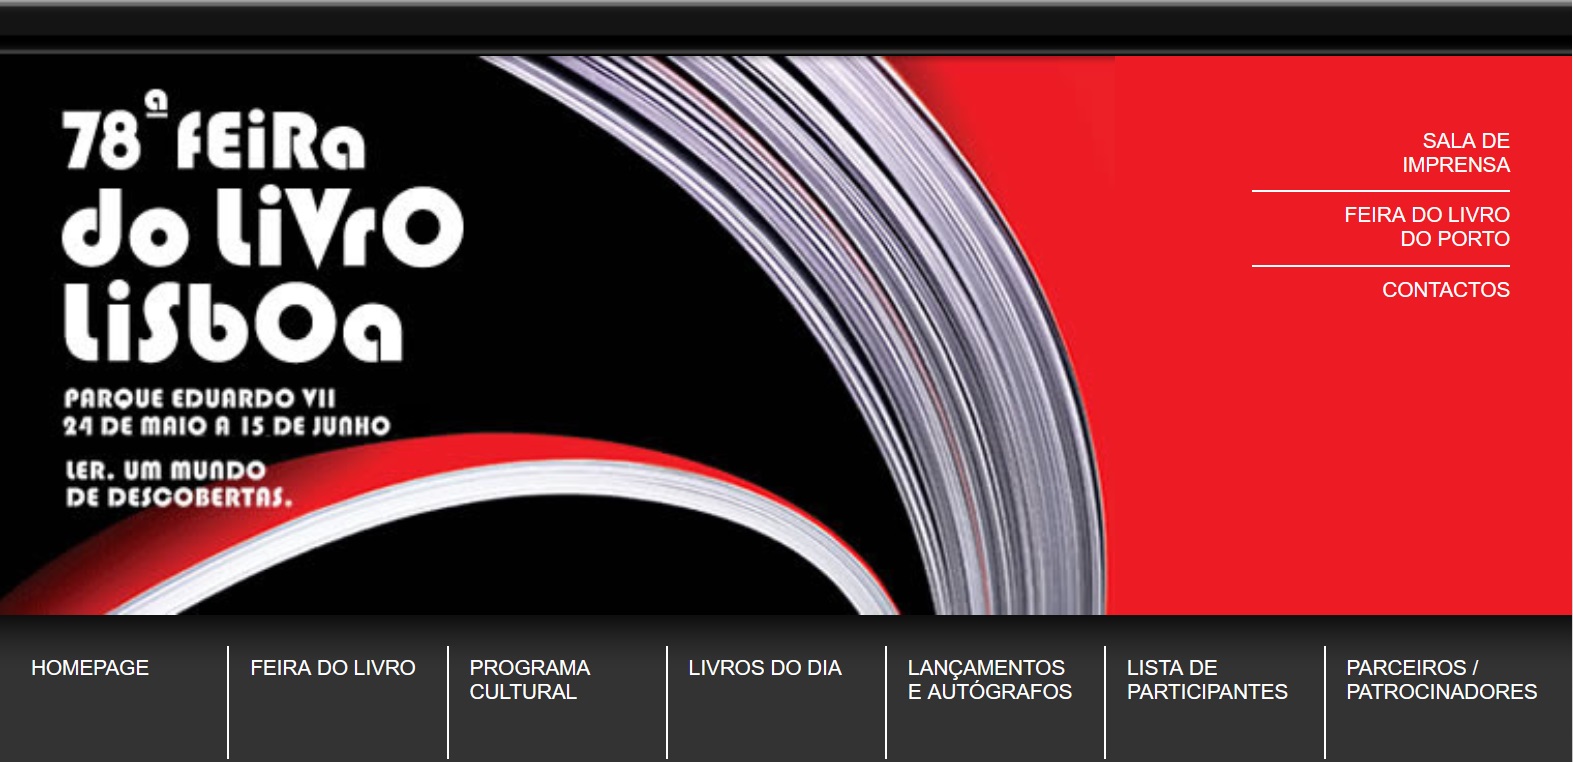 78ª fEiRa
do LiVrO
LiSbOa
PARQUE EDUARDO VII
24 DE MAIO A 15 DE JUNHO
LER. UM MUNDO
DE DESCOBERTAS.
SALA DE
IMPRENSA
FEIRA DO LIVRO
DO PORTO
CONTACTOS
HOMEPAGE
FEIRA DO LIVRO
PROGRAMA
CULTURAL
LIVROS DO DIA
LANÇAMENTOS
E AUTÓGRAFOS
LISTA DE
PARTICIPANTES
PARCEIROS /
PATROCINADORES